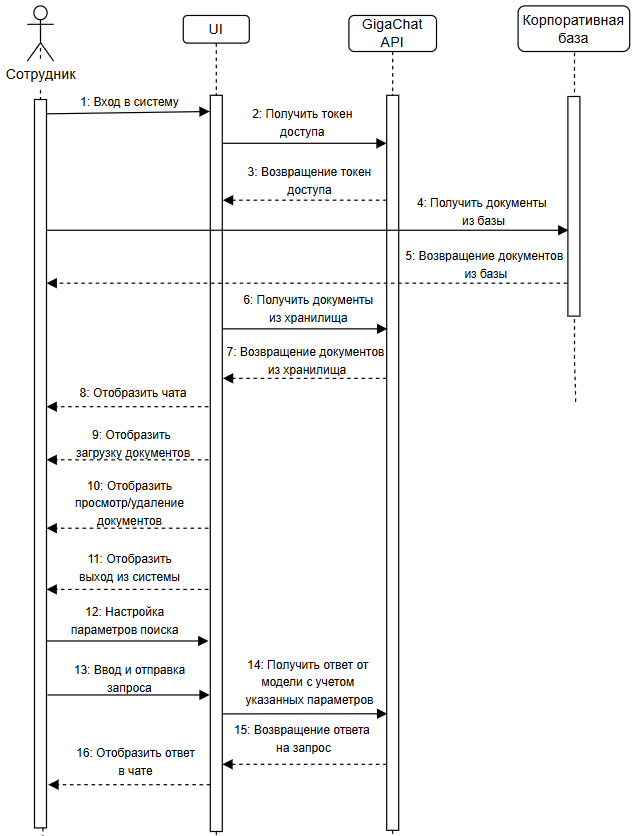 Сотрудник
UI
GigaChat
API
Корпоративная
база
1: Вход в систему
2: Получить токен
доступа
3: Возвращение токен
доступа
4: Получить документы
из базы
5: Возвращение документов
из базы
6: Получить документы
из хранилища
7: Возвращение документов
из хранилища
8: Отобразить чата
9: Отобразить
загрузку документов
10: Отобразить
просмотр/удаление
документов
11: Отобразить
выход из системы
12: Настройка
параметров поиска
13: Ввод и отправка
запроса
14: Получить ответ от
модели с учетом
указанных параметров
15: Возвращение ответа
на запрос
16: Отобразить ответ
в чате